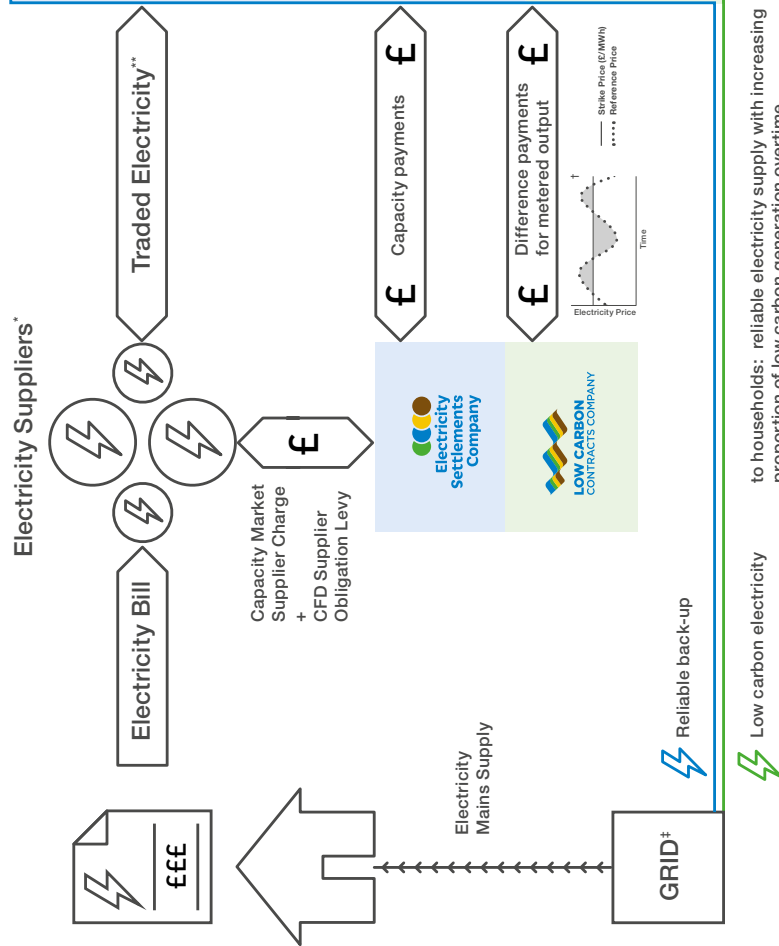 Electricity Suppliers*
£££
Electricity Bill
Traded Electricity**
Capacity Market
Supplier Charge
+
CFD Supplier
Obligation Levy
£
Electricity
Settlements
Company
£
Capacity payments
£
LOW CARBON
CONTRACTS COMPANY
£
Difference payments
for metered output
£
Electricity Price
Time
†
Strike Price (£/MWh)
Reference Price
Electricity
Mains Supply
GRID‡
Reliable back-up
Low carbon electricity
to households: reliable electricity supply with increasing
proportion of low carbon generation overtime